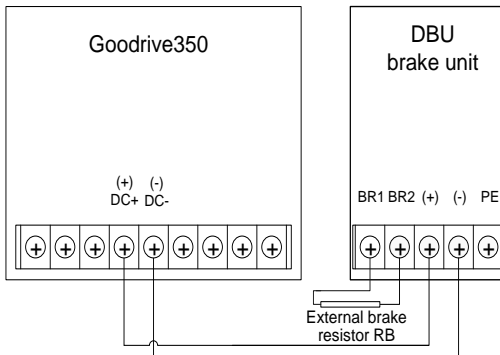 Goodrive350
DBU
brake unit
(+) (-)
DC+ DC-
BR1 BR2 (+) (-) PE
+ + + + + + + + +
+ + + + +
External brake
resistor RB